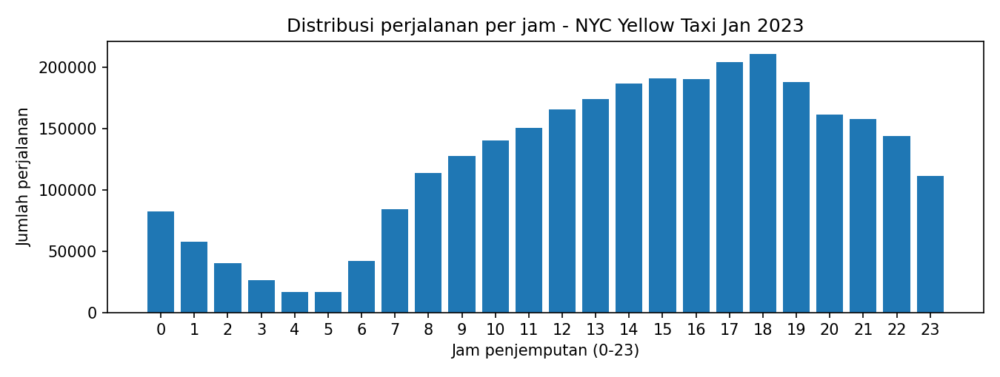 Distribusi perjalanan per jam - NYC Yellow Taxi Jan 2023
Jumlah perjalanan
200000
150000
100000
50000
0
0 1 2 3 4 5 6 7 8 9 10 11 12 13 14 15 16 17 18 19 20 21 22 23
Jam penjemputan (0-23)